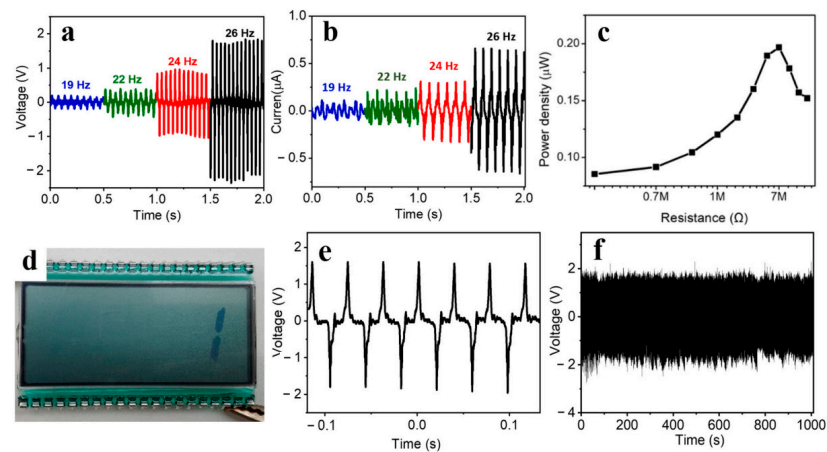 a
Voltage (V)
2
1
0
− 1
− 2
19 Hz
22 Hz
24 Hz
26 Hz
0.0 0.5 1.0 1.5 2.0
Time (s)
b
Curren(μA)
1.0
0.5
0.0
- 0.5
19 Hz
22 Hz
24 Hz
26 Hz
0.0 0.5 1.0 1.5 2.0
Time (s)
c
Power density (μW)
0.20
0.15
0.10
0.7M 1M 7M
Resistance (Ω)
d
1
e
Voltage (V)
2
1
0
− 1
− 2
− 0.1 0.0 0.1
Time (s)
f
Voltage (V)
4
2
0
− 2
− 4
0 200 400 600 800 1000
Time (s)